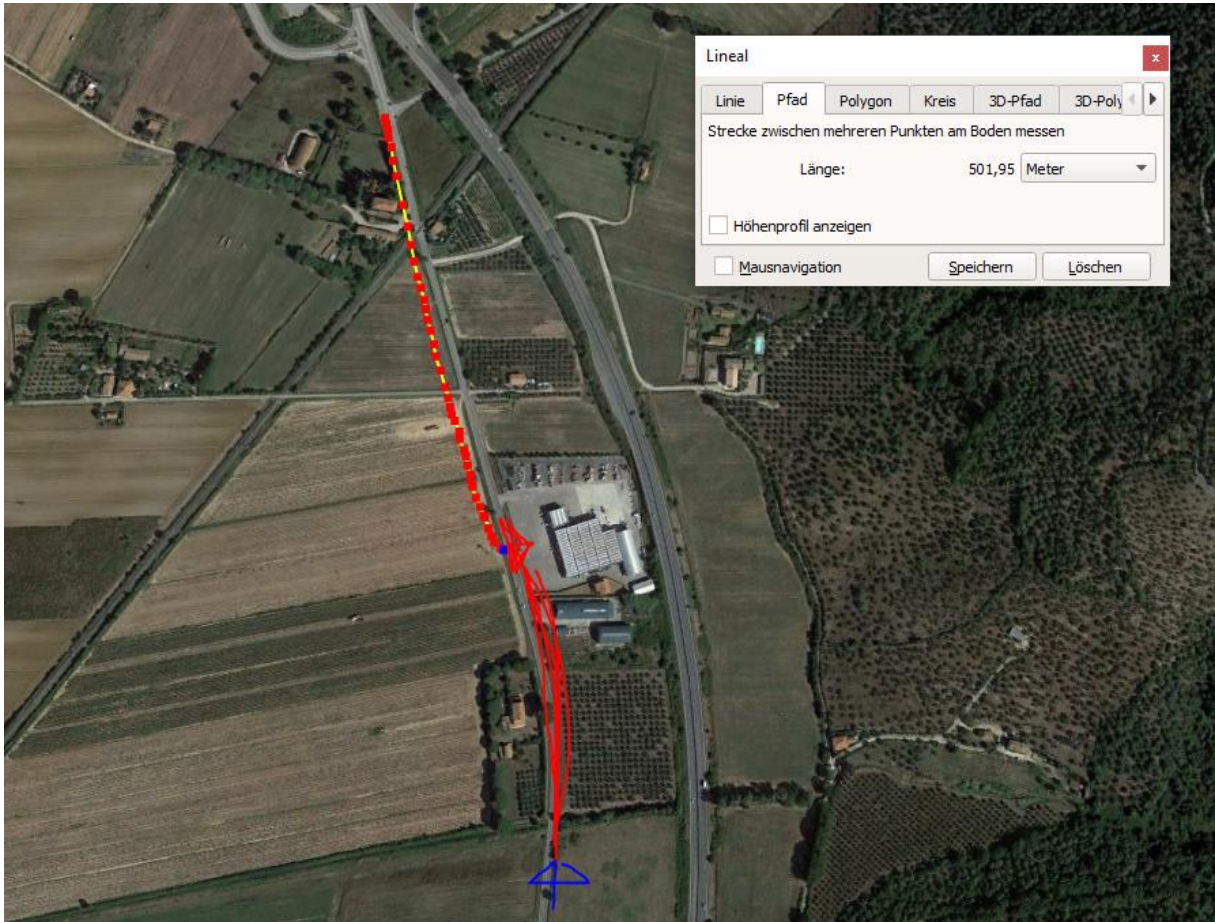 Lineal
x
Linie Pfad Polygon Kreis 3D-Pfad 3D-Poly
Strecke zwischen mehreren Punkten am Boden messen
Länge: 501,95 Meter
Höhenprofil anzeigen
Mausnavigation Speichern Löschen